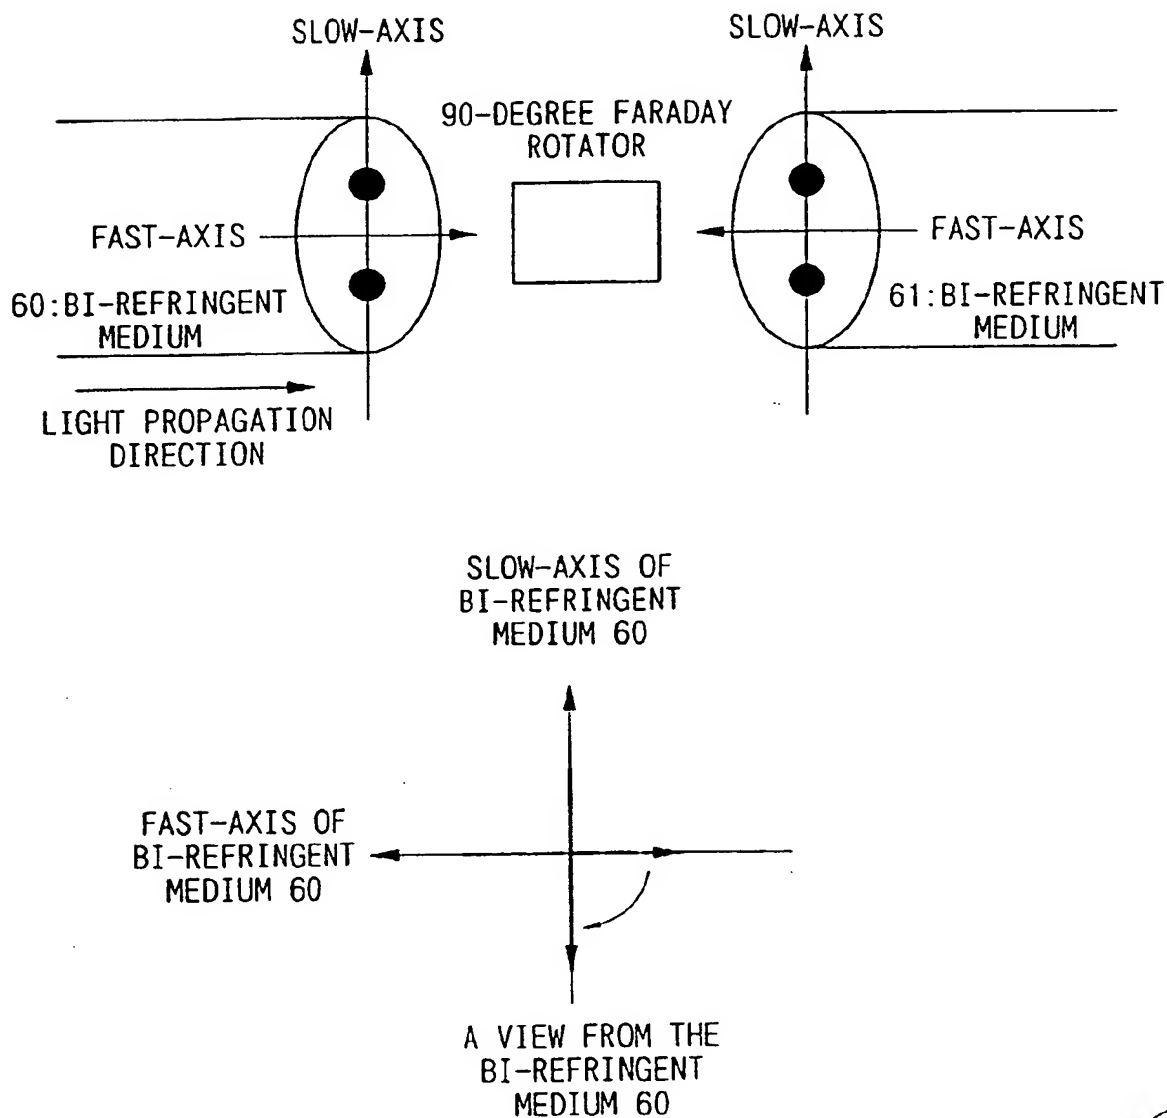 SLOW-AXIS
SLOW-AXIS
90-DEGREE FARADAY
ROTATOR
FAST-AXIS
FAST-AXIS
60:BI-REFRINGENT
MEDIUM
61:BI-REFRINGENT
MEDIUM
LIGHT PROPAGATION
DIRECTION
SLOW-AXIS OF
BI-REFRINGENT
MEDIUM 60
FAST-AXIS OF
BI-REFRINGENT
MEDIUM 60
A VIEW FROM THE
BI-REFRINGENT
MEDIUM 60